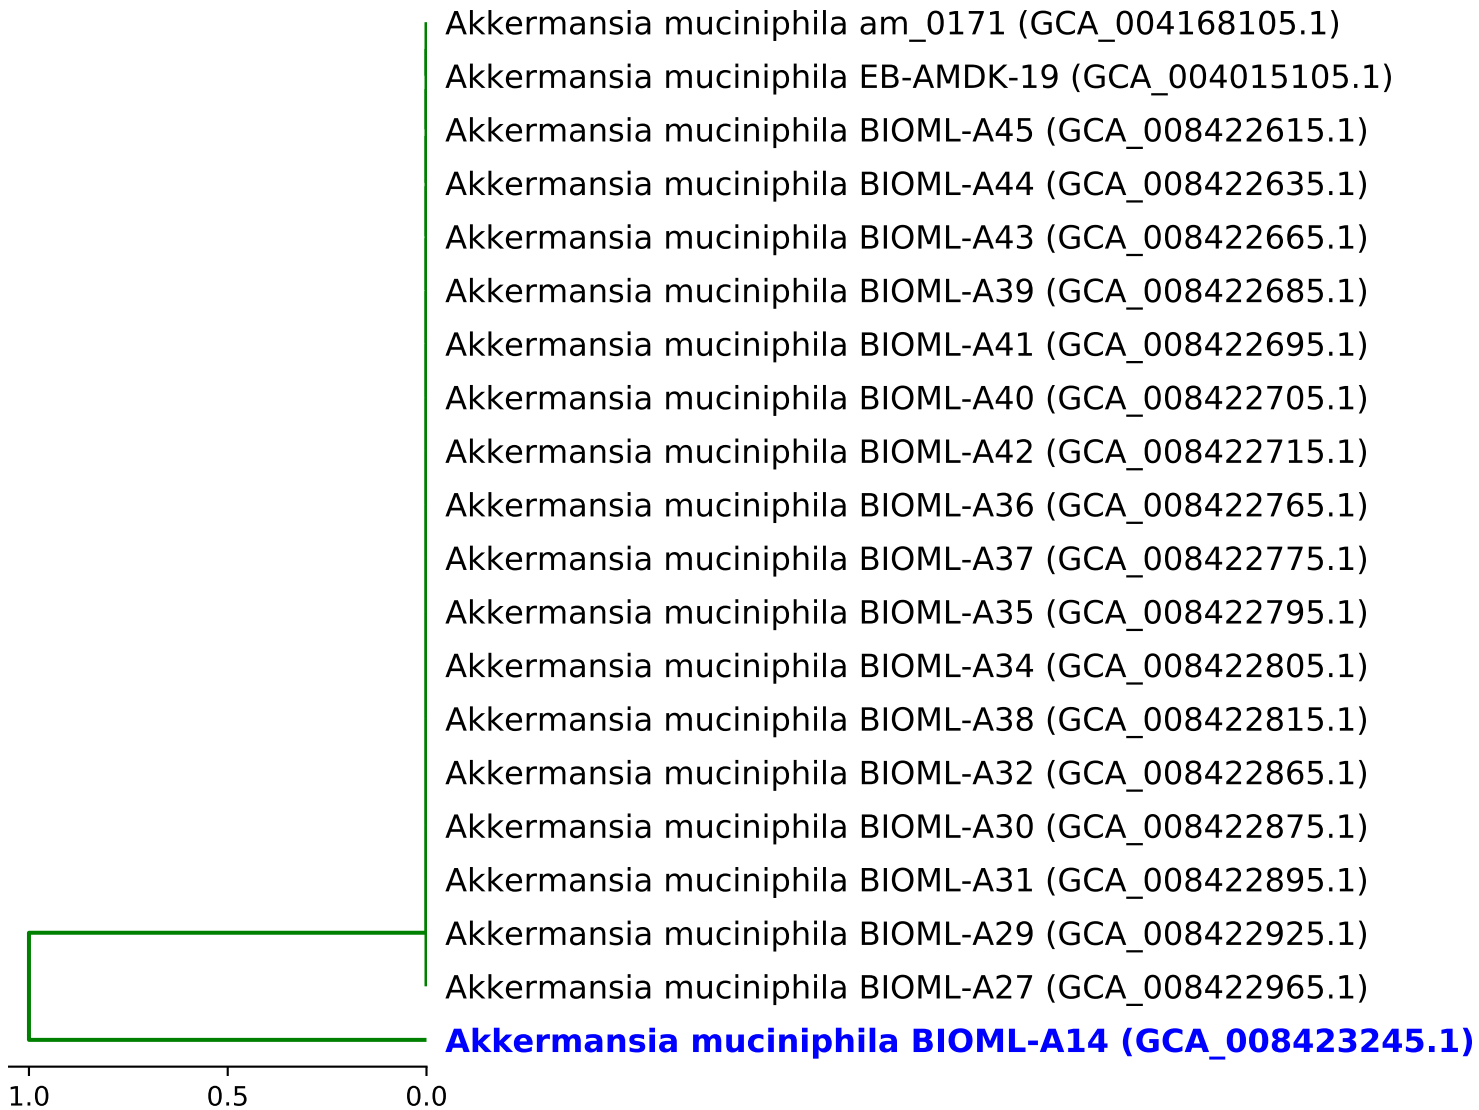 Akkermansia muciniphila am_0171 (GCA_004168105.1)
Akkermansia muciniphila EB-AMDK-19 (GCA_004015105.1)
Akkermansia muciniphila BIOML-A45 (GCA_008422615.1)
Akkermansia muciniphila BIOML-A44 (GCA_008422635.1)
Akkermansia muciniphila BIOML-A43 (GCA_008422665.1)
Akkermansia muciniphila BIOML-A39 (GCA_008422685.1)
Akkermansia muciniphila BIOML-A41 (GCA_008422695.1)
Akkermansia muciniphila BIOML-A40 (GCA_008422705.1)
Akkermansia muciniphila BIOML-A42 (GCA_008422715.1)
Akkermansia muciniphila BIOML-A36 (GCA_008422765.1)
Akkermansia muciniphila BIOML-A37 (GCA_008422775.1)
Akkermansia muciniphila BIOML-A35 (GCA_008422795.1)
Akkermansia muciniphila BIOML-A34 (GCA_008422805.1)
Akkermansia muciniphila BIOML-A38 (GCA_008422815.1)
Akkermansia muciniphila BIOML-A32 (GCA_008422865.1)
Akkermansia muciniphila BIOML-A30 (GCA_008422875.1)
Akkermansia muciniphila BIOML-A31 (GCA_008422895.1)
Akkermansia muciniphila BIOML-A29 (GCA_008422925.1)
Akkermansia muciniphila BIOML-A27 (GCA_008422965.1)
Akkermansia muciniphila BIOML-A14 (GCA_008423245.1)
1.0 0.5 0.0